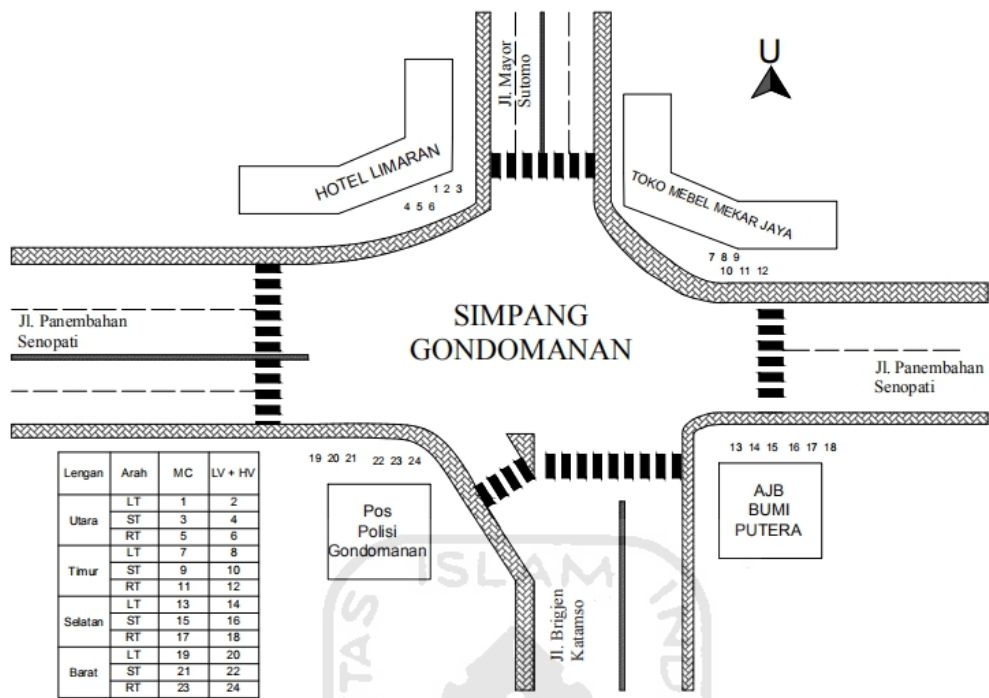 U
Jl. Mayor
Sutomo
HOTEL LIMARAN
1 2 3
4 5 6
TOKO MEBEL MEKAR JAYA
7 8 9
10 11 12
SIMPANG
GONDOMANAN
Jl. Panembahan
Senopati
Jl. Panembahan
Senopati
19 20 21 22 23 24
13 14 15 16 17 18
Pos
Polisi
Gondomanan
AJB
BUMI
PUTERA
Jl. Brigjen
Katamso
Lengan Arah MC LV + HV
Utara LT 1 2
ST 3 4
RT 5 6
Timur LT 7 8
ST 9 10
RT 11 12
Selatan LT 13 14
ST 15 16
RT 17 18
Barat LT 19 20
ST 21 22
RT 23 24
TAS ISLAM IND